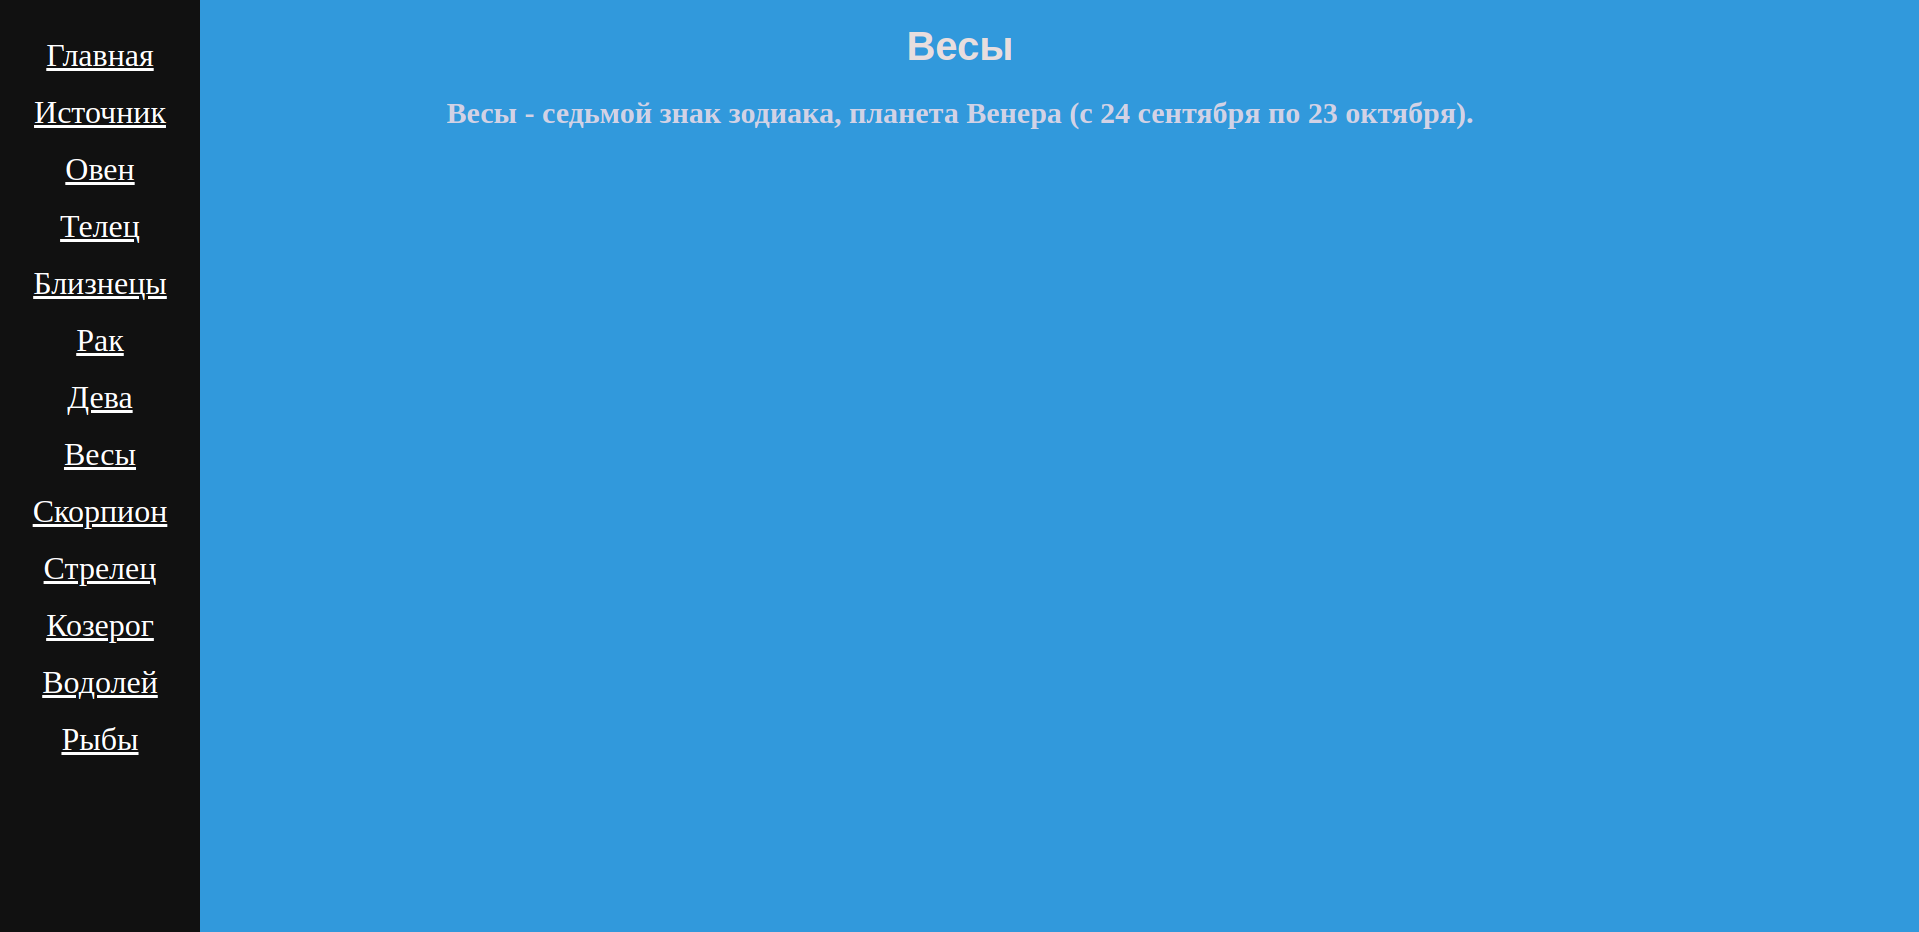 Главная
Источник
Овен
Телец
Близнецы
Рак
Дева
Весы
Скорпион
Стрелец
Козерог
Водолей
Рыбы
Весы
Весы - седьмой знак зодиака, планета Венера (с 24 сентября по 23 октября).